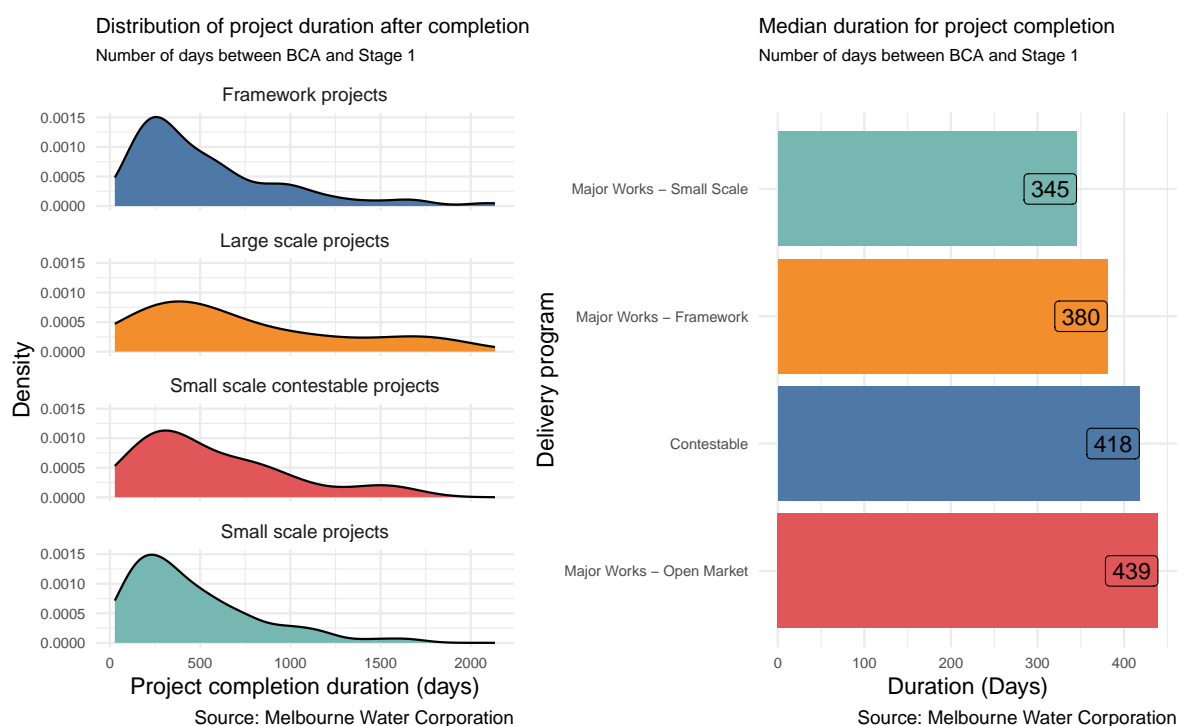 Distribution of project duration after completion
Number of days between BCA and Stage 1
Framework projects
0.0015
0.0010
0.0005
0.0000
Large scale projects
0.0015
0.0010
0.0005
0.0000
Small scale contestable projects
0.0015
0.0010
0.0005
0.0000
Small scale projects
0.0015
0.0010
0.0005
0.0000
Density
0 500 1000 1500 2000
Project completion duration (days)
Source: Melbourne Water Corporation
Median duration for project completion
Number of days between BCA and Stage 1
Delivery program
Major Works − Small Scale 345
Major Works − Framework 380
Contestable 418
Major Works − Open Market 439
0 100 200 300 400
Duration (Days)
Source: Melbourne Water Corporation